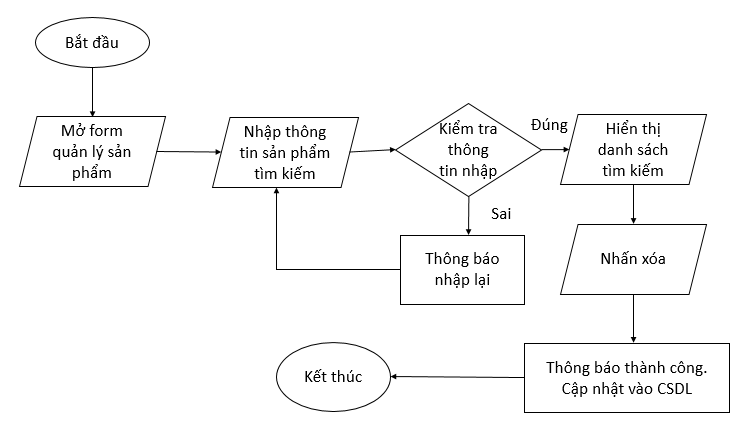 Bắt đầu
Mở form
quản lý sản
phẩm
Nhập thông
tin sản phẩm
tìm kiếm
Kiểm tra
thông
tin nhập
Đúng
Hiển thị
danh sách
tìm kiếm
Sai
Thông báo
nhập lại
Nhấn xóa
Thông báo thành công.
Cập nhật vào CSDL
Kết thúc